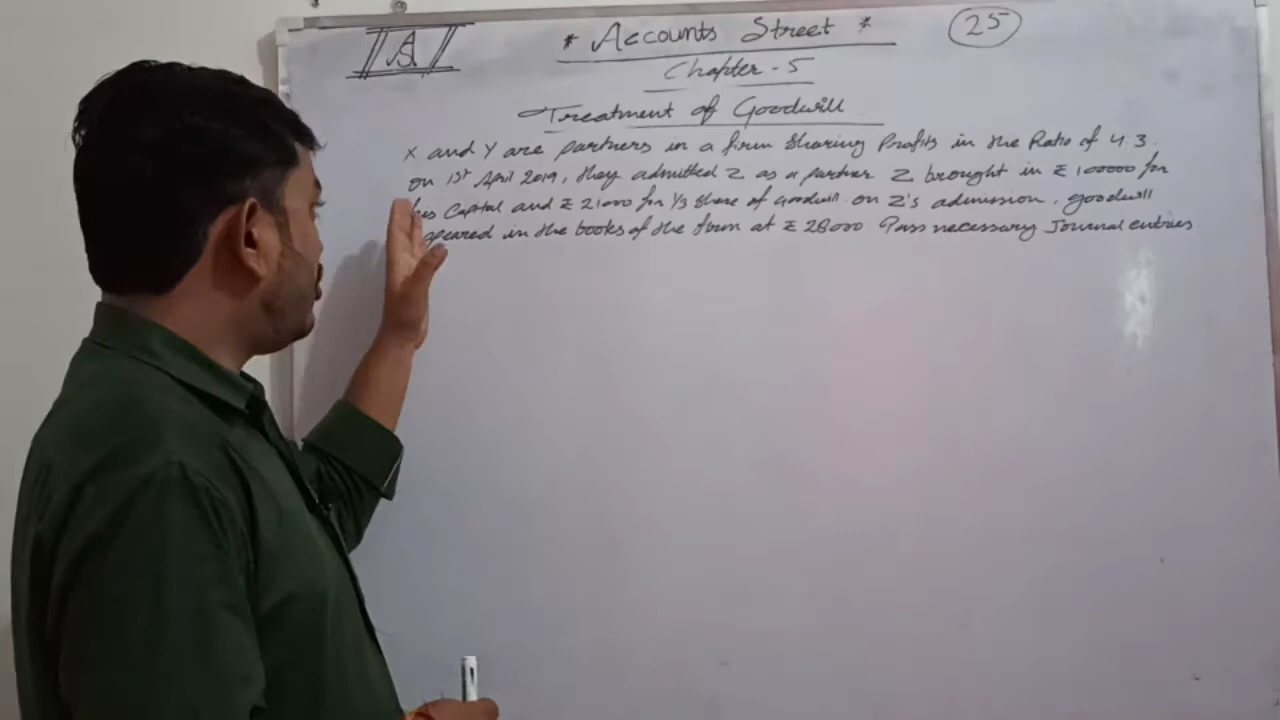 A
* Accounts Street *
25
Chapter - 5
Treatment of Goodwill
X and Y are partners in a firm Sharing Profits in the Ratio of 4:3.
on 1st April 2019, they admitted Z as a partner Z brought in ₹ 100000 for
his Capital and ₹ 21000 for 1/3 share of Goodwill on Z's admission, goodwill
peared in the books of the firm at ₹ 28000 Pass necessary Journal entries